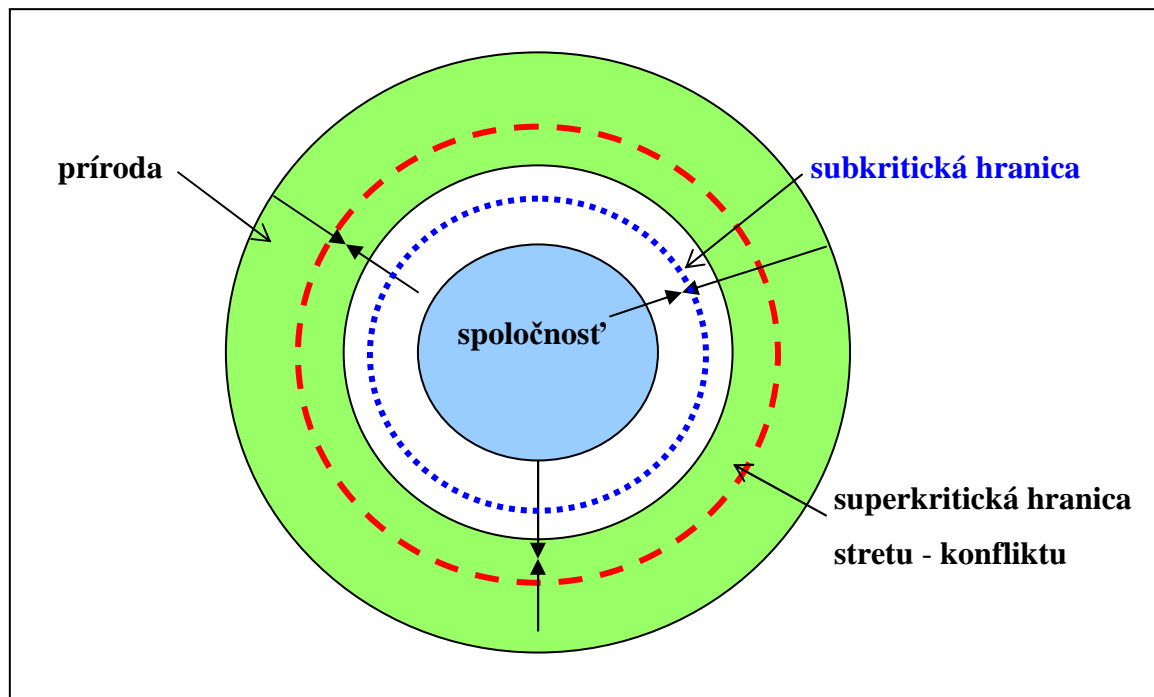 príroda
subkritická hranica
spoločnosť
superkritická hranica
stretu - konfliktu